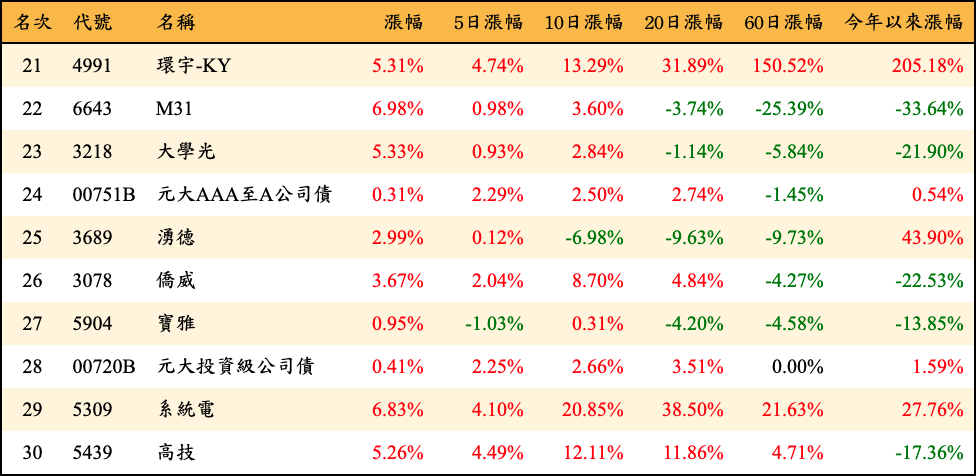 名次 代號 名稱 漲幅 5日漲幅 10日漲幅 20日漲幅 60日漲幅 今年以來漲幅
21 4991 環宇-KY 5.31% 4.74% 13.29% 31.89% 150.52% 205.18%
22 6643 M31 6.98% 0.98% 3.60% -3.74% -25.39% -33.64%
23 3218 大學光 5.33% 0.93% 2.84% -1.14% -5.84% -21.90%
24 00751B 元大AAA至A公司債 0.31% 2.29% 2.50% 2.74% -1.45% 0.54%
25 3689 湧德 2.99% 0.12% -6.98% -9.63% -9.73% 43.90%
26 3078 僑威 3.67% 2.04% 8.70% 4.84% -4.27% -22.53%
27 5904 寶雅 0.95% -1.03% 0.31% -4.20% -4.58% -13.85%
28 00720B 元大投資級公司債 0.41% 2.25% 2.66% 3.51% 0.00% 1.59%
29 5309 系統電 6.83% 4.10% 20.85% 38.50% 21.63% 27.76%
30 5439 高技 5.26% 4.49% 12.11% 11.86% 4.71% -17.36%